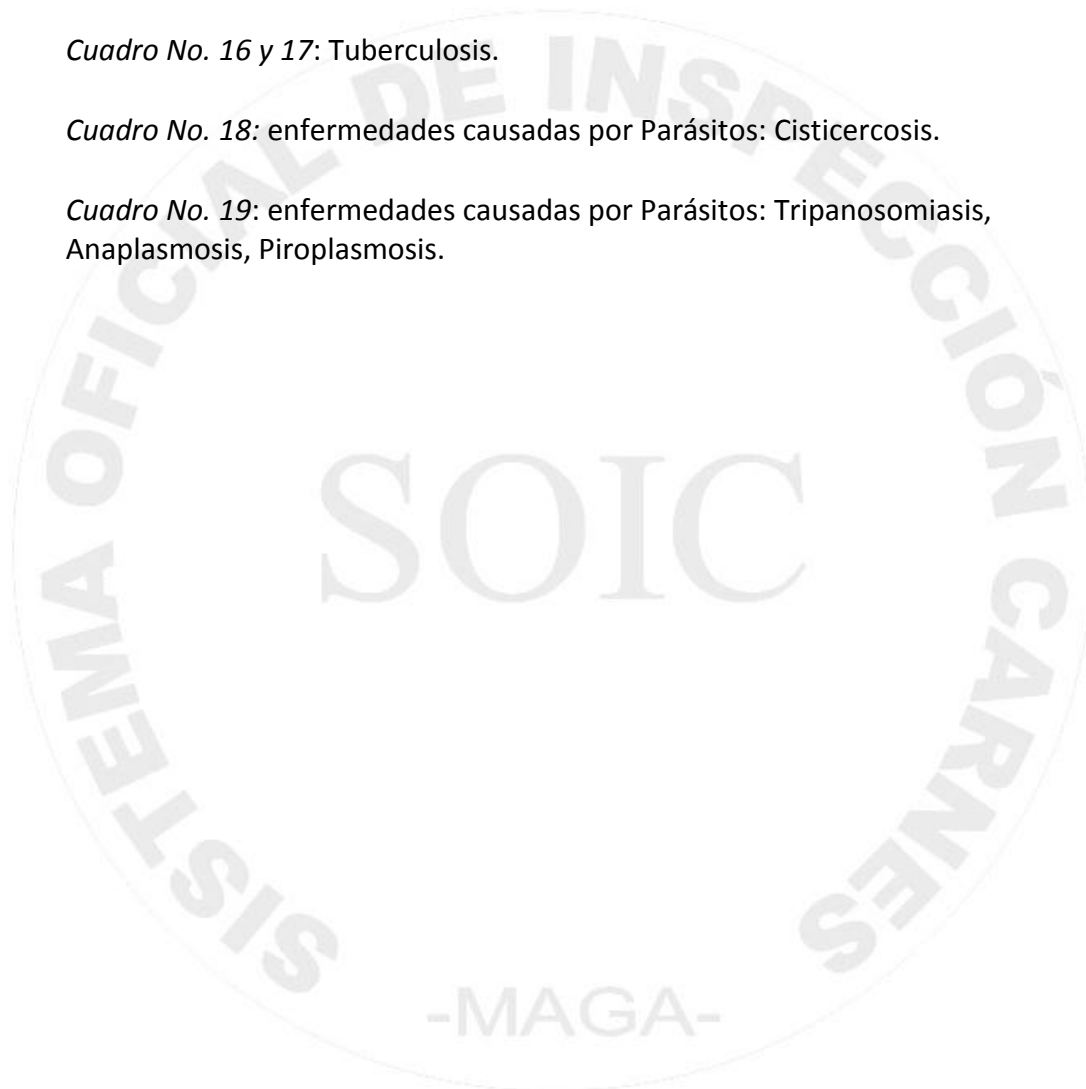 Cuadro No. 16 y 17: Tuberculosis.
Cuadro No. 18: enfermedades causadas por Parásitos: Cisticercosis.
Cuadro No. 19: enfermedades causadas por Parásitos: Tripanosomiasis,
Anaplasmosis, Piroplasmosis.
SISTEMA OFICIAL DE INSPECCIÓN CARNES
SOIC
-MAGA-